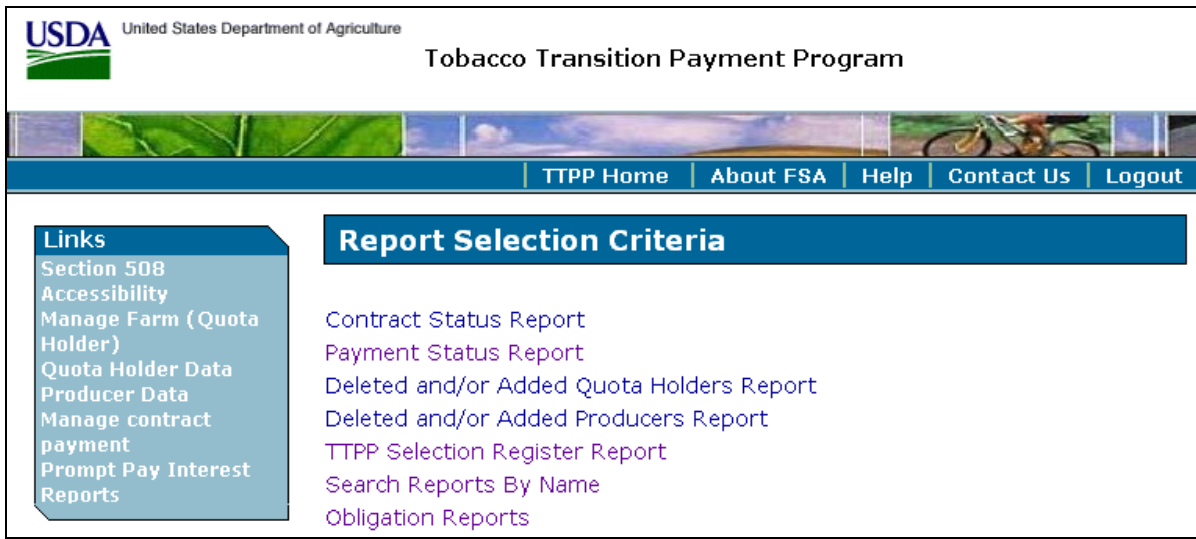 USDA United States Department of Agriculture
Tobacco Transition Payment Program
TTPP Home | About FSA | Help | Contact Us | Logout
Links
Section 508
Accessibility
Manage Farm (Quota
Holder)
Quota Holder Data
Producer Data
Manage contract
payment
Prompt Pay Interest
Reports
Report Selection Criteria
Contract Status Report
Payment Status Report
Deleted and/or Added Quota Holders Report
Deleted and/or Added Producers Report
TTPP Selection Register Report
Search Reports By Name
Obligation Reports